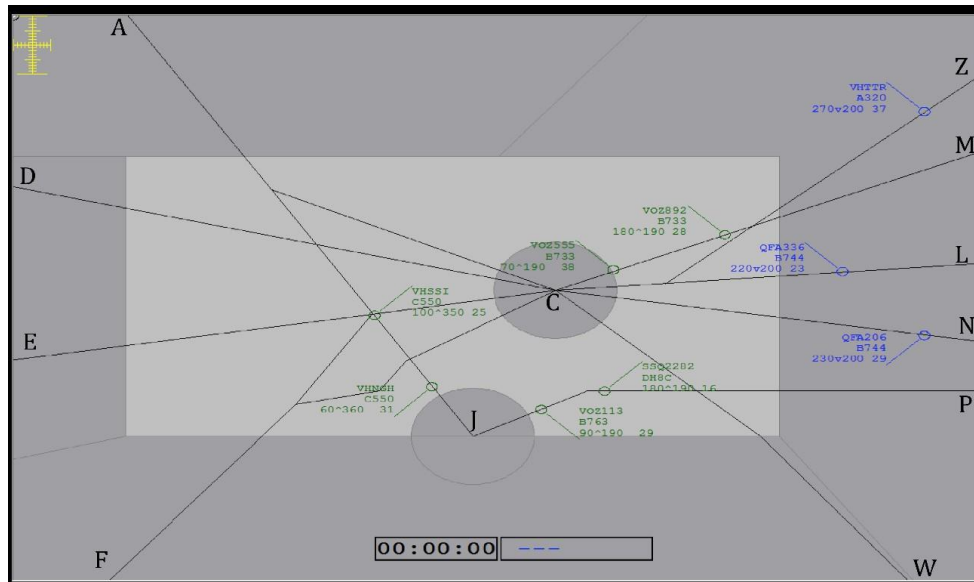 A
Z
VHTTR
A320
270v200 37
M
D
VOZ892
B733
180^190 28
VOZ555
B733
70^190 38
QFA336
B744
220v200 23
L
C
VHSSI
C550
100^350 25
E
N
QFA206
B744
230v200 29
SSQ2282
DH8C
180^190 16
P
VHNGH
C550
60^360 31
J
VOZ113
B763
90^190 29
00:00:00
---
F
W